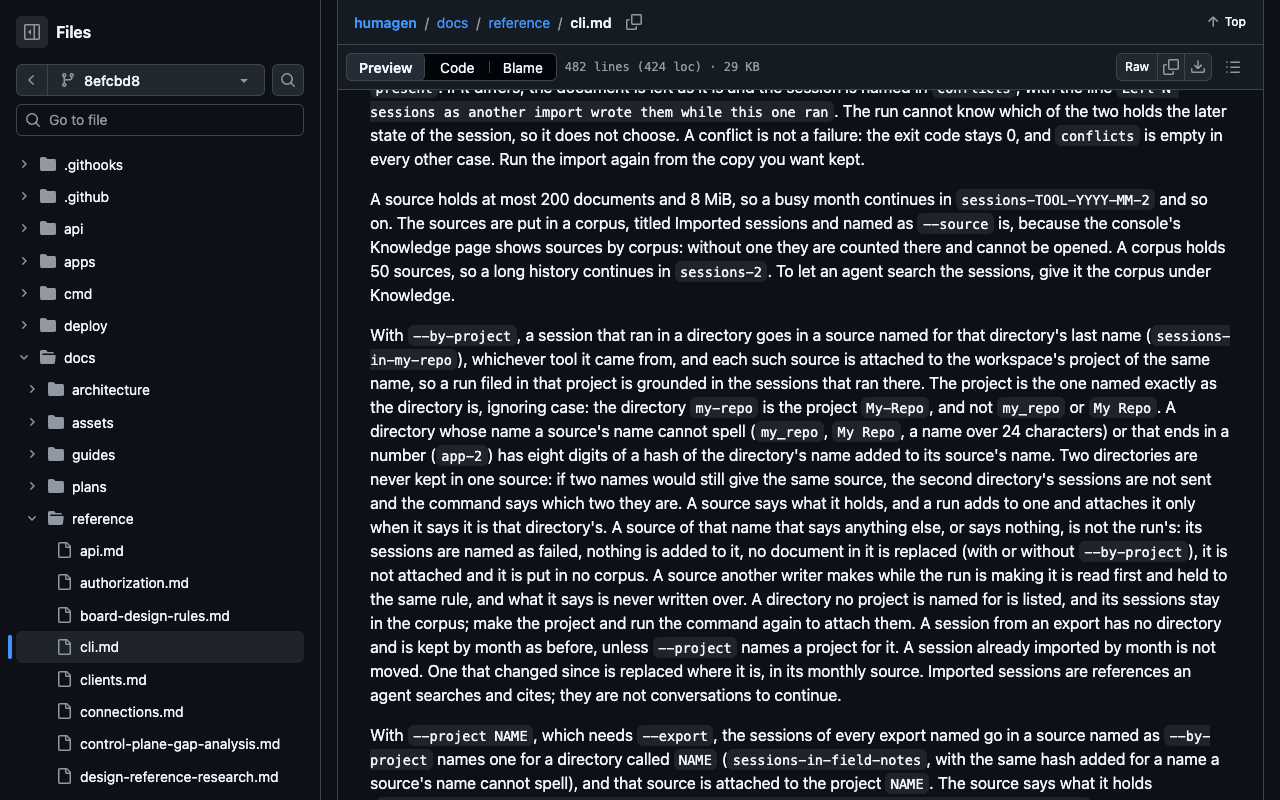 Files
8efcbd8
Go to file
.githooks
.github
api
apps
cmd
deploy
docs
architecture
assets
guides
plans
reference
api.md
authorization.md
board-design-rules.md
cli.md
clients.md
connections.md
control-plane-gap-analysis.md
design-reference-research.md
humagen / docs / reference / cli.md
Top
Preview Code Blame 482 lines (424 loc) · 29 KB
Raw
present . If it differs, the document is left as it is and the session is named in conflicts , with the line Left N
sessions as another import wrote them while this one ran . The run cannot know which of the two holds the later
state of the session, so it does not choose. A conflict is not a failure: the exit code stays 0, and conflicts is empty in
every other case. Run the import again from the copy you want kept.
A source holds at most 200 documents and 8 MiB, so a busy month continues in sessions-TOOL-YYYY-MM-2 and so
on. The sources are put in a corpus, titled Imported sessions and named as --source is, because the console's
Knowledge page shows sources by corpus: without one they are counted there and cannot be opened. A corpus holds
50 sources, so a long history continues in sessions-2 . To let an agent search the sessions, give it the corpus under
Knowledge.
With --by-project , a session that ran in a directory goes in a source named for that directory's last name ( sessions-
in-my-repo ), whichever tool it came from, and each such source is attached to the workspace's project of the same
name, so a run filed in that project is grounded in the sessions that ran there. The project is the one named exactly as
the directory is, ignoring case: the directory my-repo is the project My-Repo , and not my_repo or My Repo . A
directory whose name a source's name cannot spell ( my_repo , My Repo , a name over 24 characters) or that ends in a
number ( app-2 ) has eight digits of a hash of the directory's name added to its source's name. Two directories are
never kept in one source: if two names would still give the same source, the second directory's sessions are not sent
and the command says which two they are. A source says what it holds, and a run adds to one and attaches it only
when it says it is that directory's. A source of that name that says anything else, or says nothing, is not the run's: its
sessions are named as failed, nothing is added to it, no document in it is replaced (with or without --by-project ), it is
not attached and it is put in no corpus. A source another writer makes while the run is making it is read first and held to
the same rule, and what it says is never written over. A directory no project is named for is listed, and its sessions stay
in the corpus; make the project and run the command again to attach them. A session from an export has no directory
and is kept by month as before, unless --project names a project for it. A session already imported by month is not
moved. One that changed since is replaced where it is, in its monthly source. Imported sessions are references an
agent searches and cites; they are not conversations to continue.
With --project NAME , which needs --export , the sessions of every export named go in a source named as --by-
project names one for a directory called NAME ( sessions-in-field-notes , with the same hash added for a name a
source's name cannot spell), and that source is attached to the project NAME . The source says what it holds